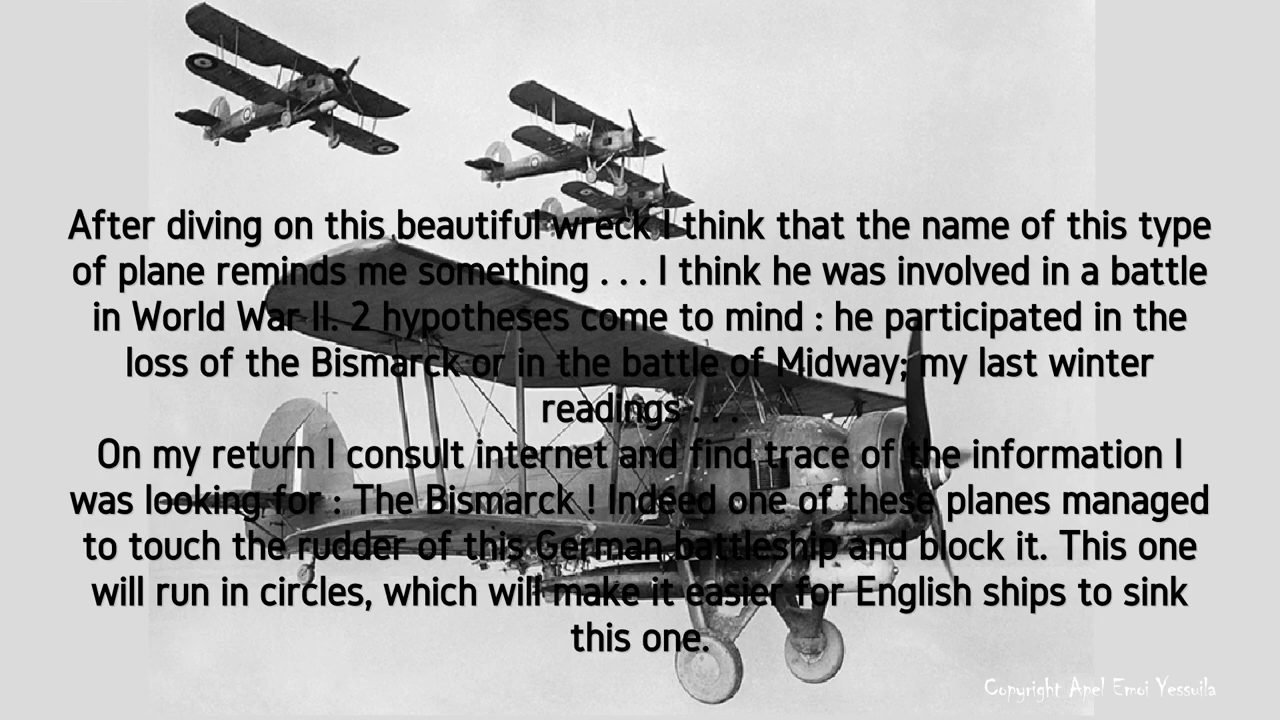 After diving on this beautiful wreck I think that the name of this type
of plane reminds me something . . . I think he was involved in a battle
in World War II. 2 hypotheses come to mind : he participated in the
loss of the Bismarck or in the battle of Midway; my last winter
readings . . .
On my return I consult internet and find trace of the information I
was looking for : The Bismarck ! Indeed one of these planes managed
to touch the rudder of this German battleship and block it. This one
will run in circles, which will make it easier for English ships to sink
this one.
Copyright Apel Emoi Yessuila